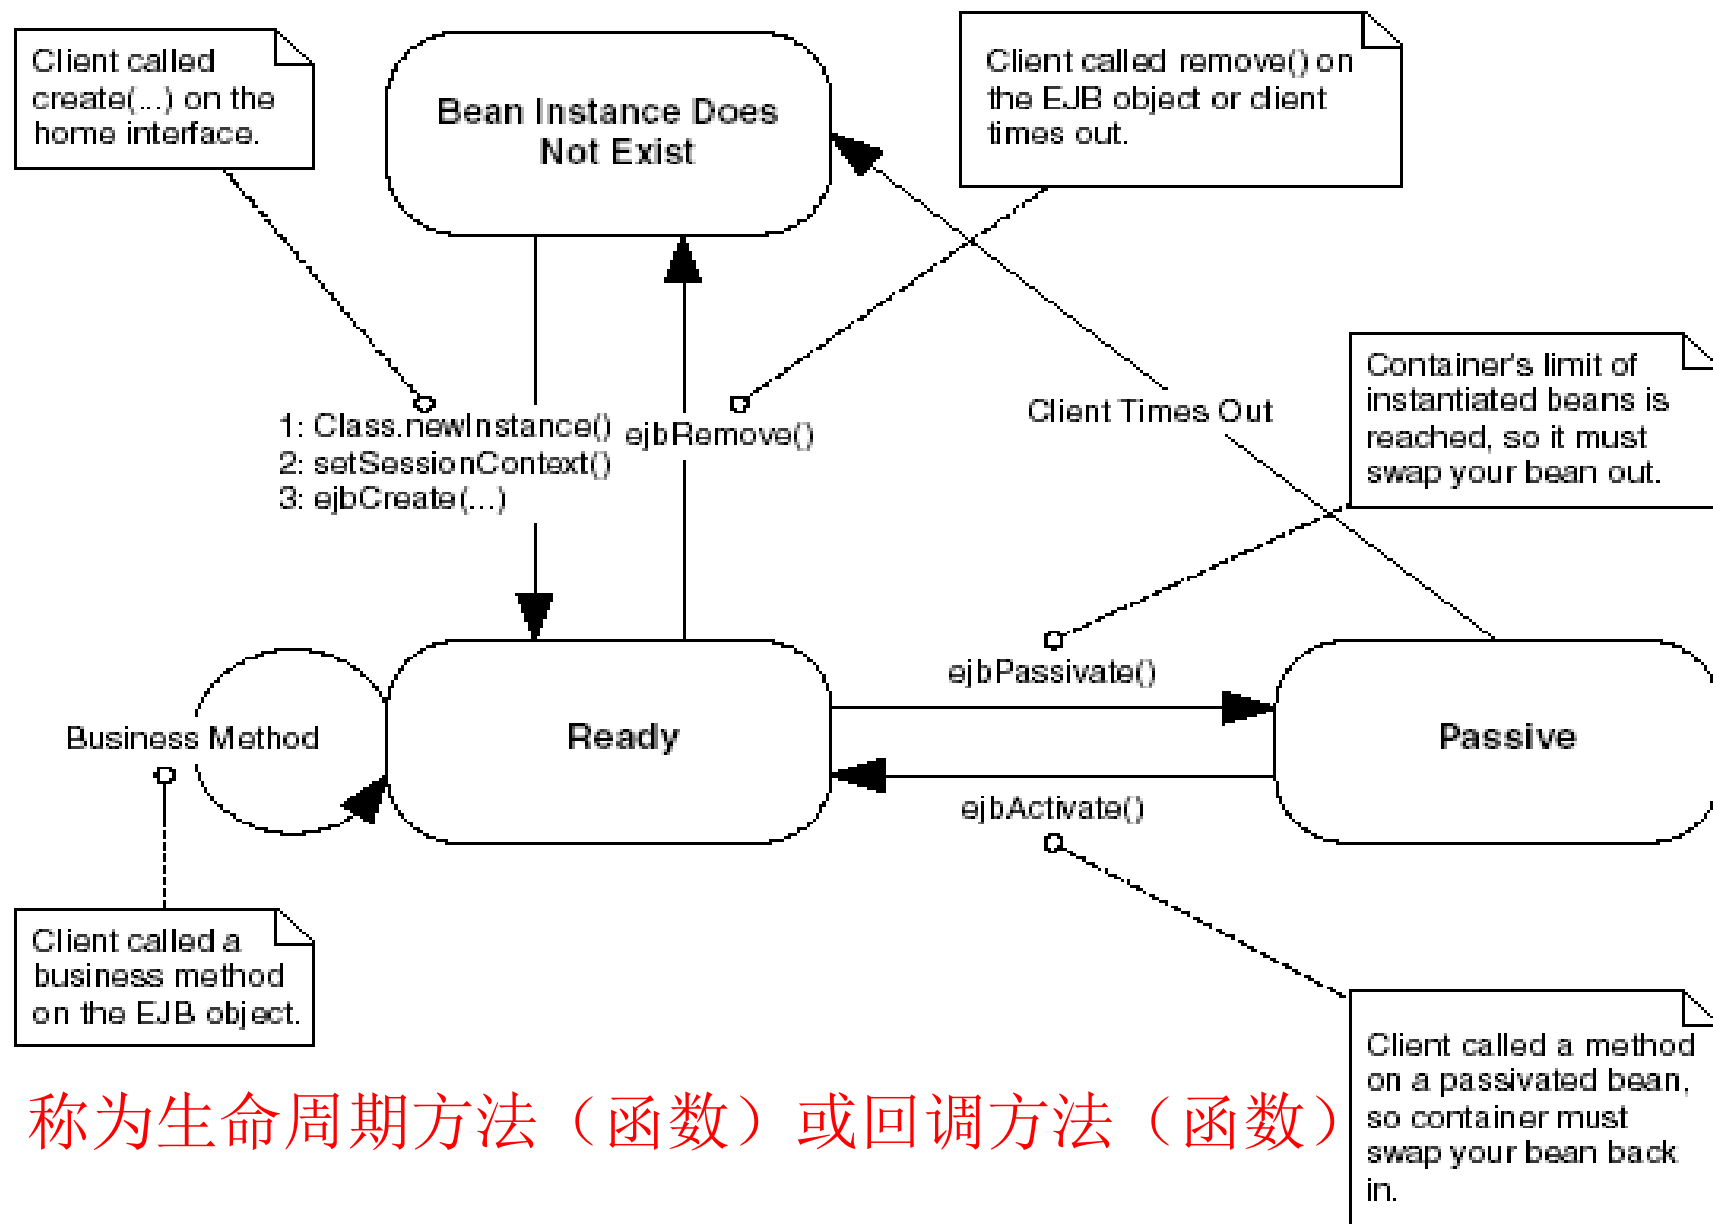 Client called
create(...) on the
home interface.
Bean Instance Does
Not Exist
Client called remove() on
the EJB object or client
times out.
1: Class.newInstance()
2: setSessionContext()
3: ejbCreate(...)
ejbRemove()
Client Times Out
Container's limit of
instantiated beans is
reached, so it must
swap your bean out.
Business Method
Ready
ejbPassivate()
ejbActivate()
Passive
Client called a
business method
on the EJB object.
Client called a method
on a passivated bean,
so container must
swap your bean back
in.
称为生命周期方法（函数）或回调方法（函数）